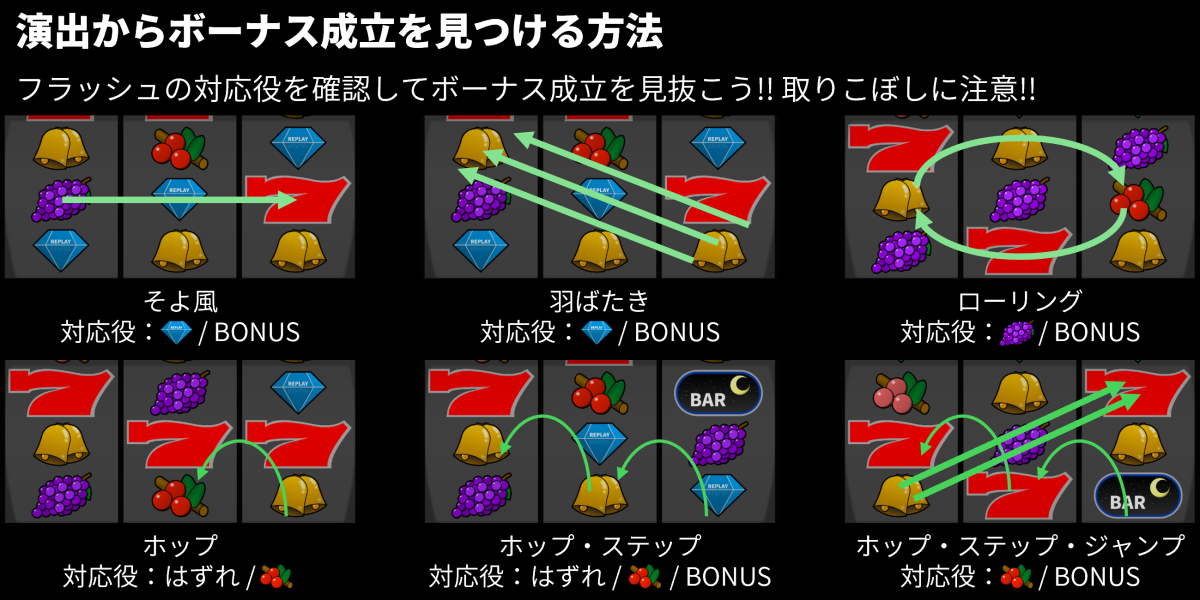 演出からボーナス成立を見つける方法
フラッシュの対応役を確認してボーナス成立を見抜こう!! 取りこぼしに注意!!
REPLAY
REPLAY
REPLAY
REPLAY
REPLAY
REPLAY
そよ風
羽ばたき
ローリング
対応役：REPLAY / BONUS
対応役：REPLAY / BONUS
対応役： / BONUS
REPLAY
BAR
REPLAY
REPLAY
BAR
ホップ
ホップ・ステップ
ホップ・ステップ・ジャンプ
対応役：はずれ /
対応役：はずれ / / BONUS
対応役： / BONUS